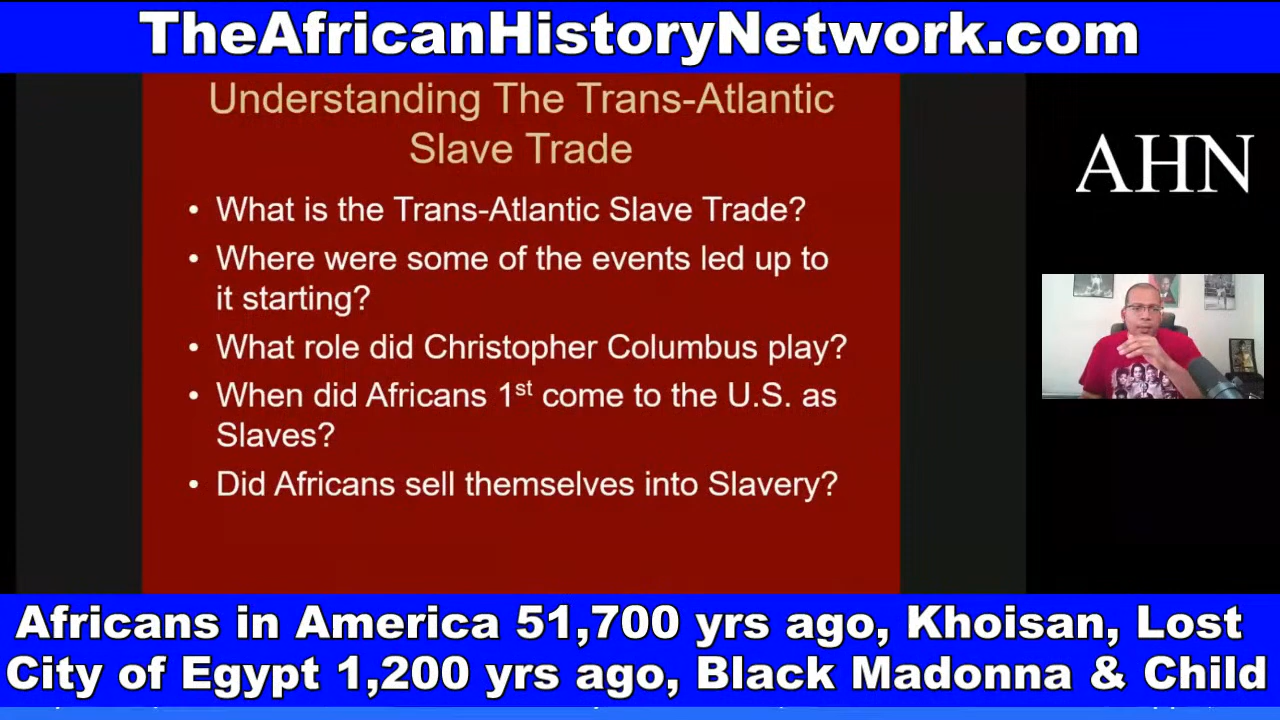 TheAfricanHistoryNetwork.com
Understanding The Trans-Atlantic
Slave Trade
• What is the Trans-Atlantic Slave Trade?
• Where were some of the events led up to
it starting?
• What role did Christopher Columbus play?
• When did Africans 1st come to the U.S. as
Slaves?
• Did Africans sell themselves into Slavery?
AHN
Africans in America 51,700 yrs ago, Khoisan, Lost
City of Egypt 1,200 yrs ago, Black Madonna & Child